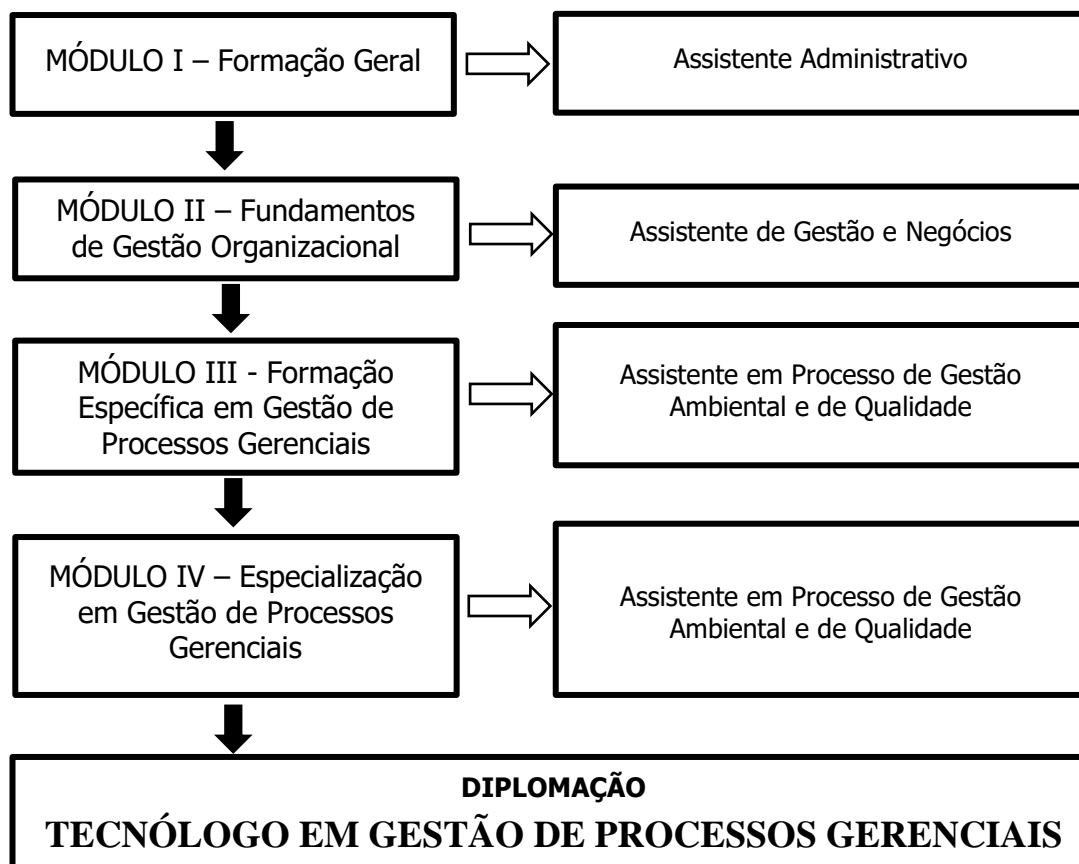 MÓDULO I – Formação Geral
Assistente Administrativo
MÓDULO II – Fundamentos
de Gestão Organizacional
Assistente de Gestão e Negócios
MÓDULO III - Formação
Específica em Gestão de
Processos Gerenciais
Assistente em Processo de Gestão
Ambiental e de Qualidade
MÓDULO IV – Especialização
em Gestão de Processos
Gerenciais
Assistente em Processo de Gestão
Ambiental e de Qualidade
DIPLOMAÇÃO
TECNÓLOGO EM GESTÃO DE PROCESSOS GERENCIAIS